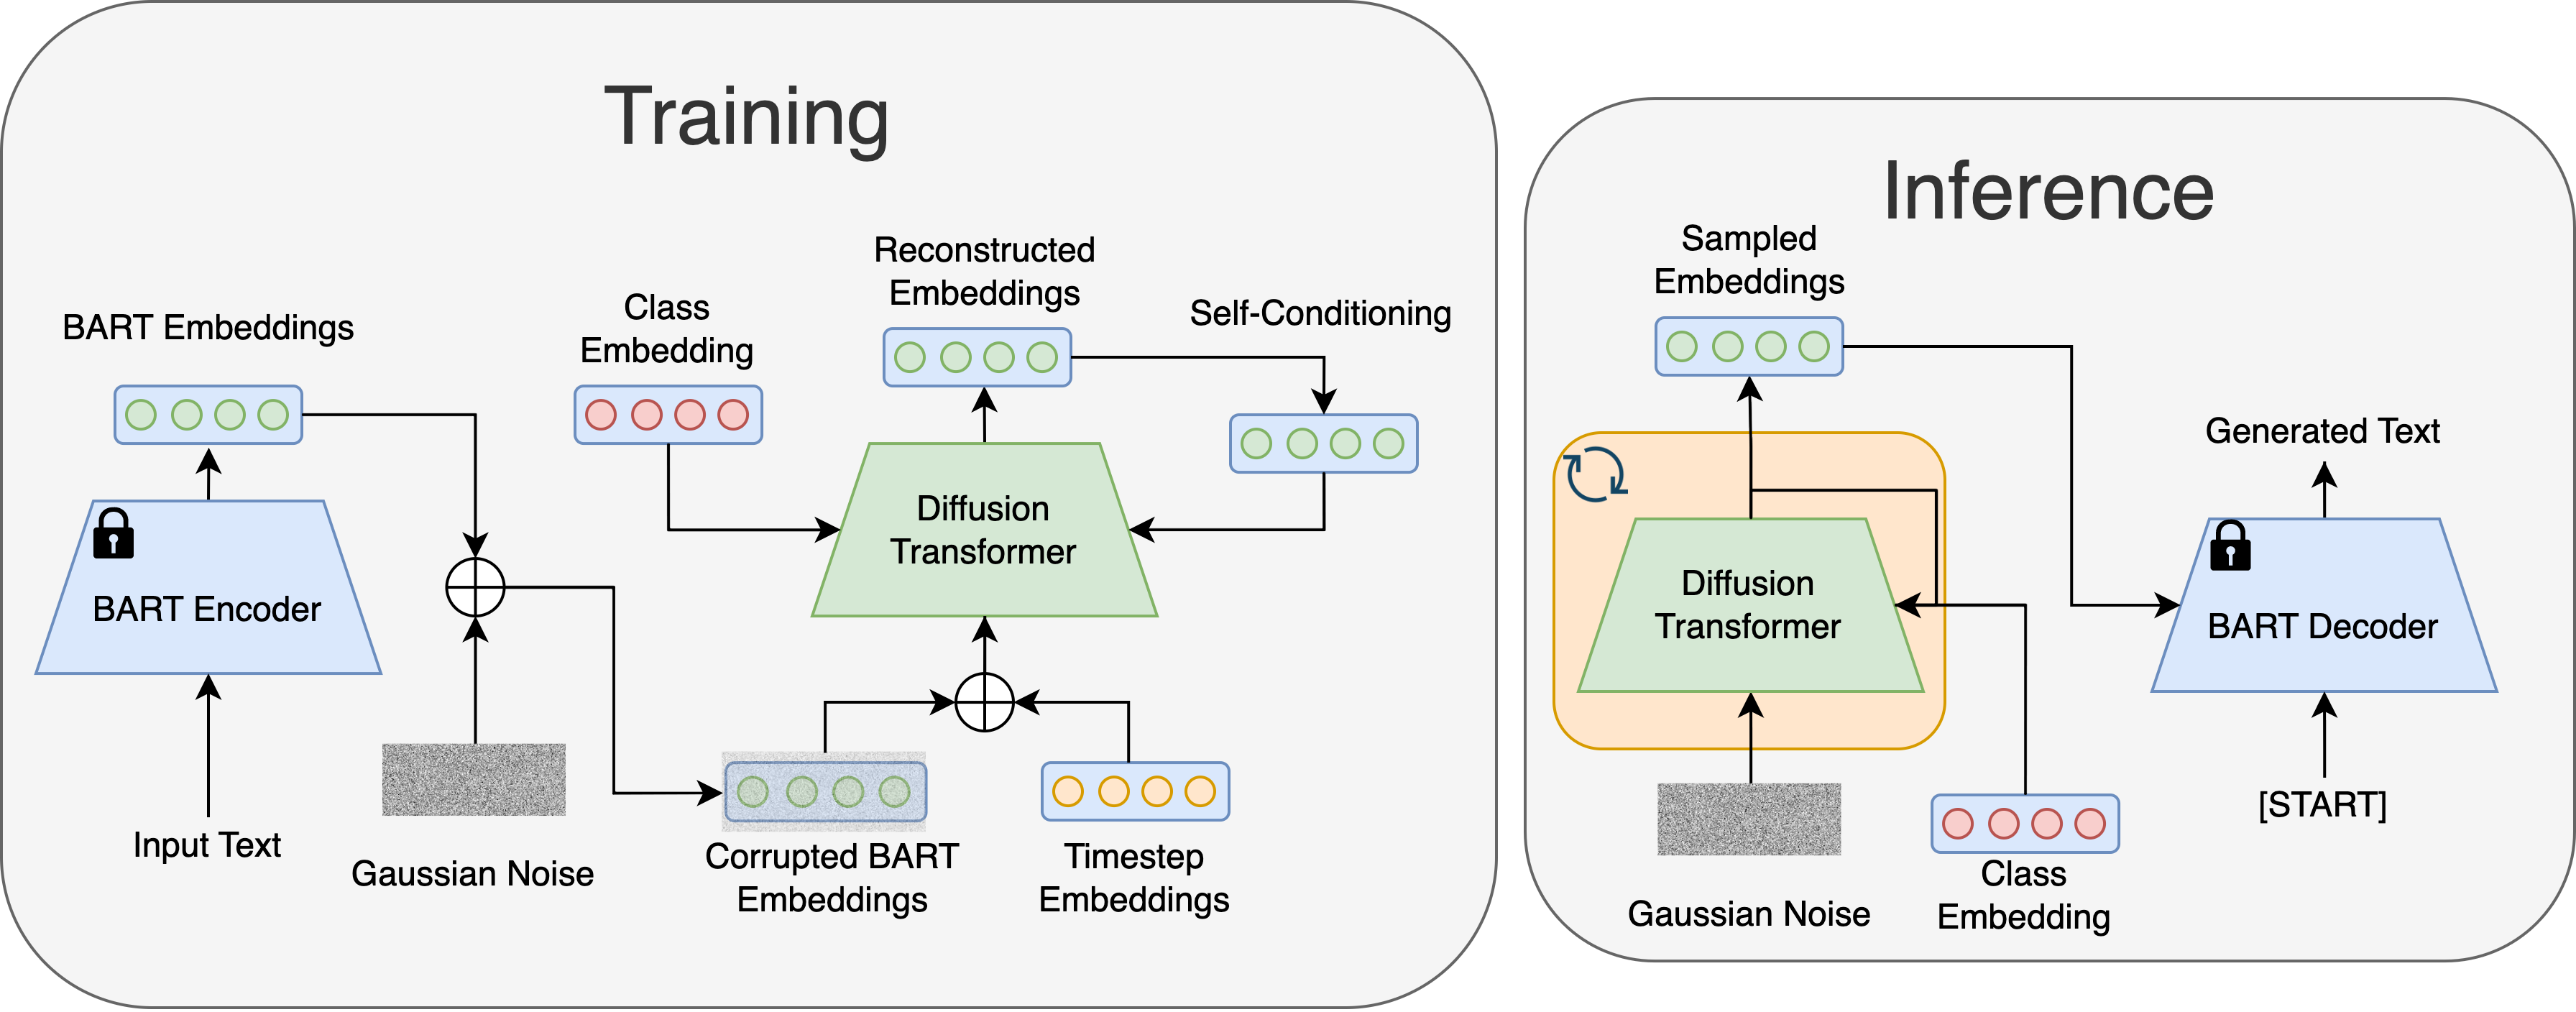 Training
BART Embeddings
Class
Embedding
Reconstructed
Embeddings
Self-Conditioning
BART Encoder
Diffusion
Transformer
Input Text
Gaussian Noise
Corrupted BART
Embeddings
Timestep
Embeddings
Inference
Sampled
Embeddings
Generated Text
Diffusion
Transformer
BART Decoder
Gaussian Noise
Class
Embedding
[START]